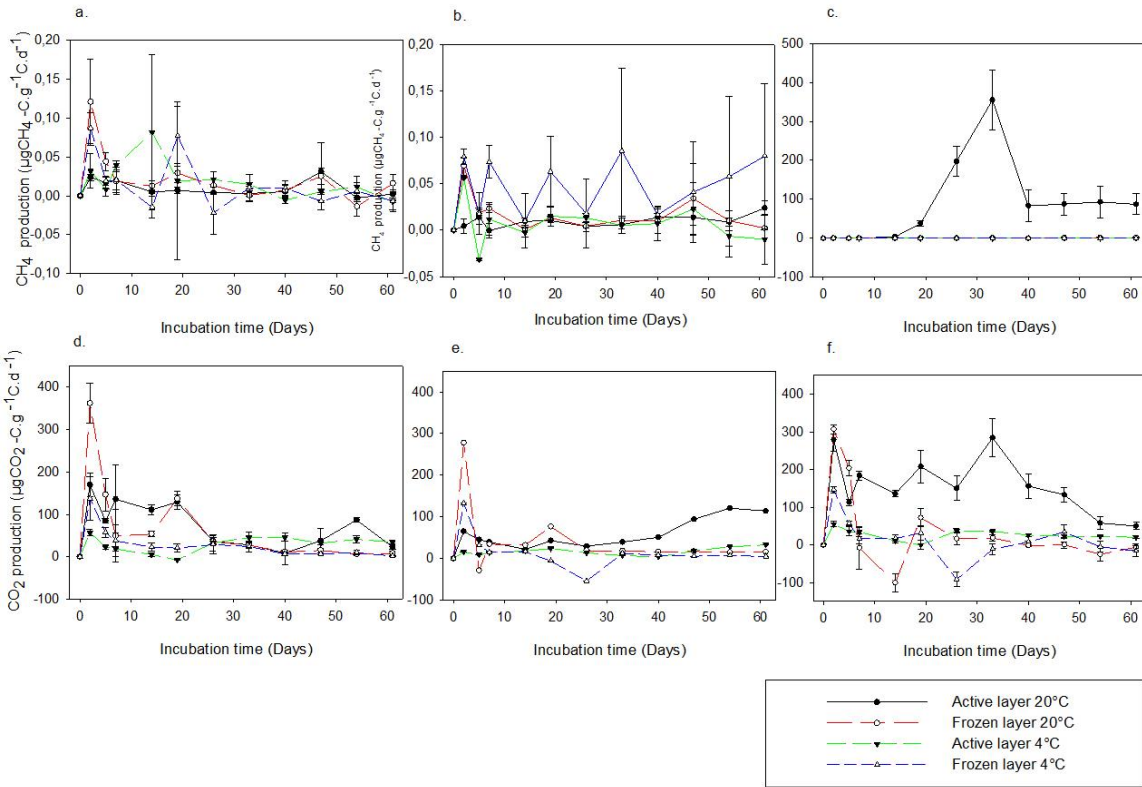 a.
b.
c.
0,20
0,15
0,10
0,05
0,00
-0,05
-0,10
CH4 production (µgCH4 -C.g⁻¹C.d⁻¹)
0 10 20 30 40 50 60
Incubation time (Days)
0,20
0,15
0,10
0,05
0,00
-0,05
CH4 production (µgCH4-C.g⁻¹C.d⁻¹)
0 10 20 30 40 50 60
Incubation time (Days)
500
400
300
200
100
0
-100
0 10 20 30 40 50 60
Incubation time (Days)
d.
e.
f.
400
300
200
100
0
-100
CO2 production (µgCO2 -C.g⁻¹C.d⁻¹)
0 10 20 30 40 50 60
Incubation time (Days)
400
300
200
100
0
-100
0 10 20 30 40 50 60
Incubation time (Days)
400
300
200
100
0
-100
0 10 20 30 40 50 60
Incubation time (Days)
Active layer 20°C
Frozen layer 20°C
Active layer 4°C
Frozen layer 4°C